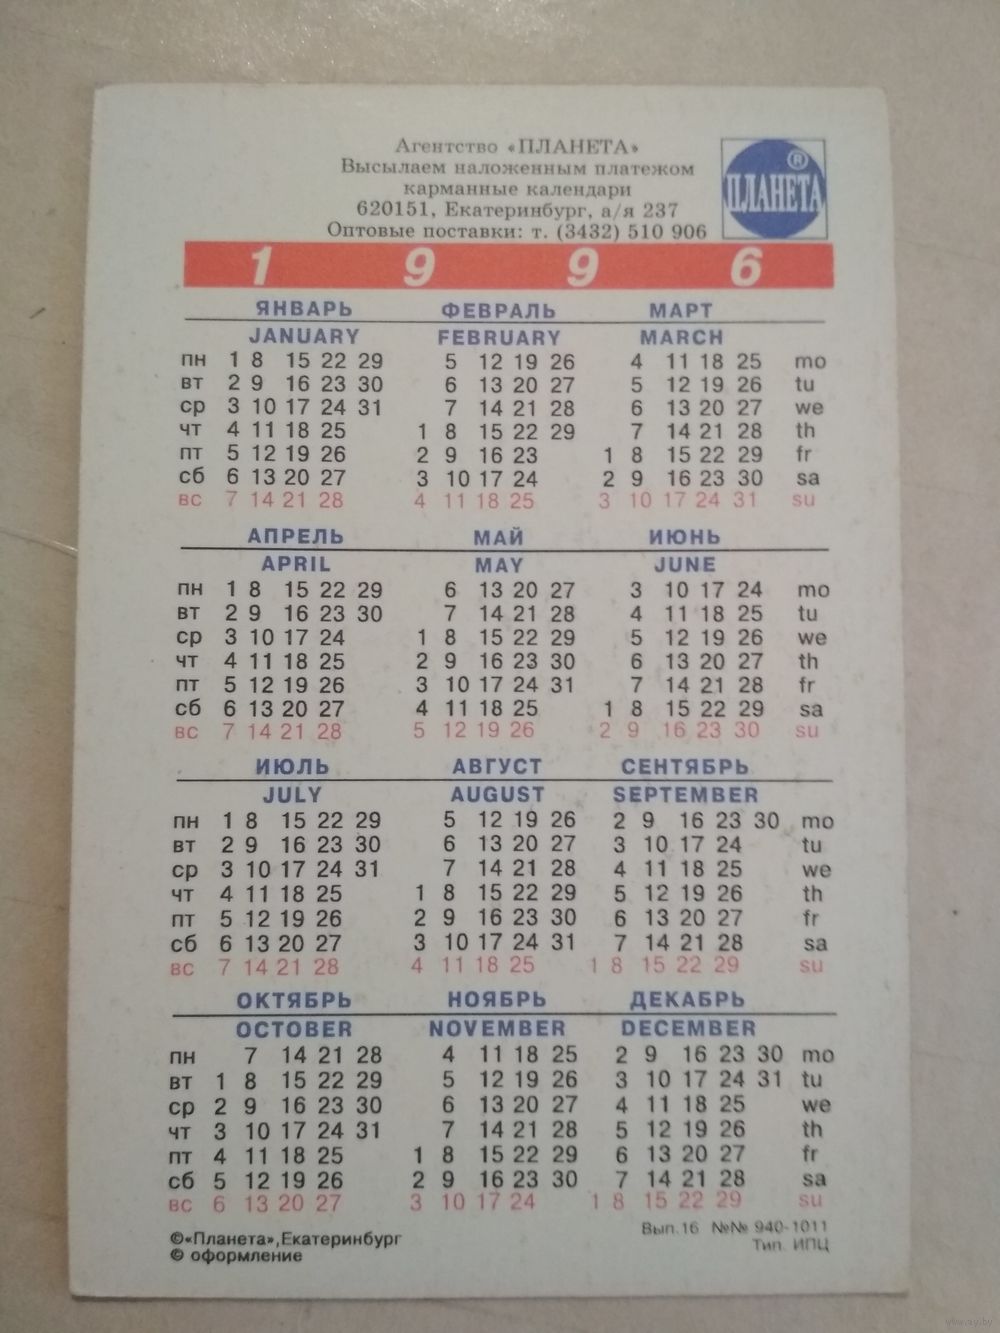 Агентство «ПЛАНЕТА»
Высылаем наложенным платежом
карманные календари
620151, Екатеринбург, а/я 237
Оптовые поставки: т. (3432) 510 906
® ПЛАНЕТА
1 9 9 6
ЯНВАРЬ ФЕВРАЛЬ МАРТ
JANUARY FEBRUARY MARCH
пн 1 8 15 22 29 5 12 19 26 4 11 18 25 mo
вт 2 9 16 23 30 6 13 20 27 5 12 19 26 tu
ср 3 10 17 24 31 7 14 21 28 6 13 20 27 we
чт 4 11 18 25 1 8 15 22 29 7 14 21 28 th
пт 5 12 19 26 2 9 16 23 1 8 15 22 29 fr
сб 6 13 20 27 3 10 17 24 2 9 16 23 30 sa
вс 7 14 21 28 4 11 18 25 3 10 17 24 31 su
АПРЕЛЬ МАЙ ИЮНЬ
APRIL MAY JUNE
пн 1 8 15 22 29 6 13 20 27 3 10 17 24 mo
вт 2 9 16 23 30 7 14 21 28 4 11 18 25 tu
ср 3 10 17 24 1 8 15 22 29 5 12 19 26 we
чт 4 11 18 25 2 9 16 23 30 6 13 20 27 th
пт 5 12 19 26 3 10 17 24 31 7 14 21 28 fr
сб 6 13 20 27 4 11 18 25 1 8 15 22 29 sa
вс 7 14 21 28 5 12 19 26 2 9 16 23 30 su
ИЮЛЬ АВГУСТ СЕНТЯБРЬ
JULY AUGUST SEPTEMBER
пн 1 8 15 22 29 5 12 19 26 2 9 16 23 30 mo
вт 2 9 16 23 30 6 13 20 27 3 10 17 24 tu
ср 3 10 17 24 31 7 14 21 28 4 11 18 25 we
чт 4 11 18 25 1 8 15 22 29 5 12 19 26 th
пт 5 12 19 26 2 9 16 23 30 6 13 20 27 fr
сб 6 13 20 27 3 10 17 24 31 7 14 21 28 sa
вс 7 14 21 28 4 11 18 25 1 8 15 22 29 su
ОКТЯБРЬ НОЯБРЬ ДЕКАБРЬ
OCTOBER NOVEMBER DECEMBER
пн 7 14 21 28 4 11 18 25 2 9 16 23 30 mo
вт 1 8 15 22 29 5 12 19 26 3 10 17 24 31 tu
ср 2 9 16 23 30 6 13 20 27 4 11 18 25 we
чт 3 10 17 24 31 7 14 21 28 5 12 19 26 th
пт 4 11 18 25 1 8 15 22 29 6 13 20 27 fr
сб 5 12 19 26 2 9 16 23 30 7 14 21 28 sa
вс 6 13 20 27 3 10 17 24 1 8 15 22 29 su
©«Планета», Екатеринбург
© оформление
Вып.16 №№ 940-1011
Тип. ИПЦ
www.ay.by